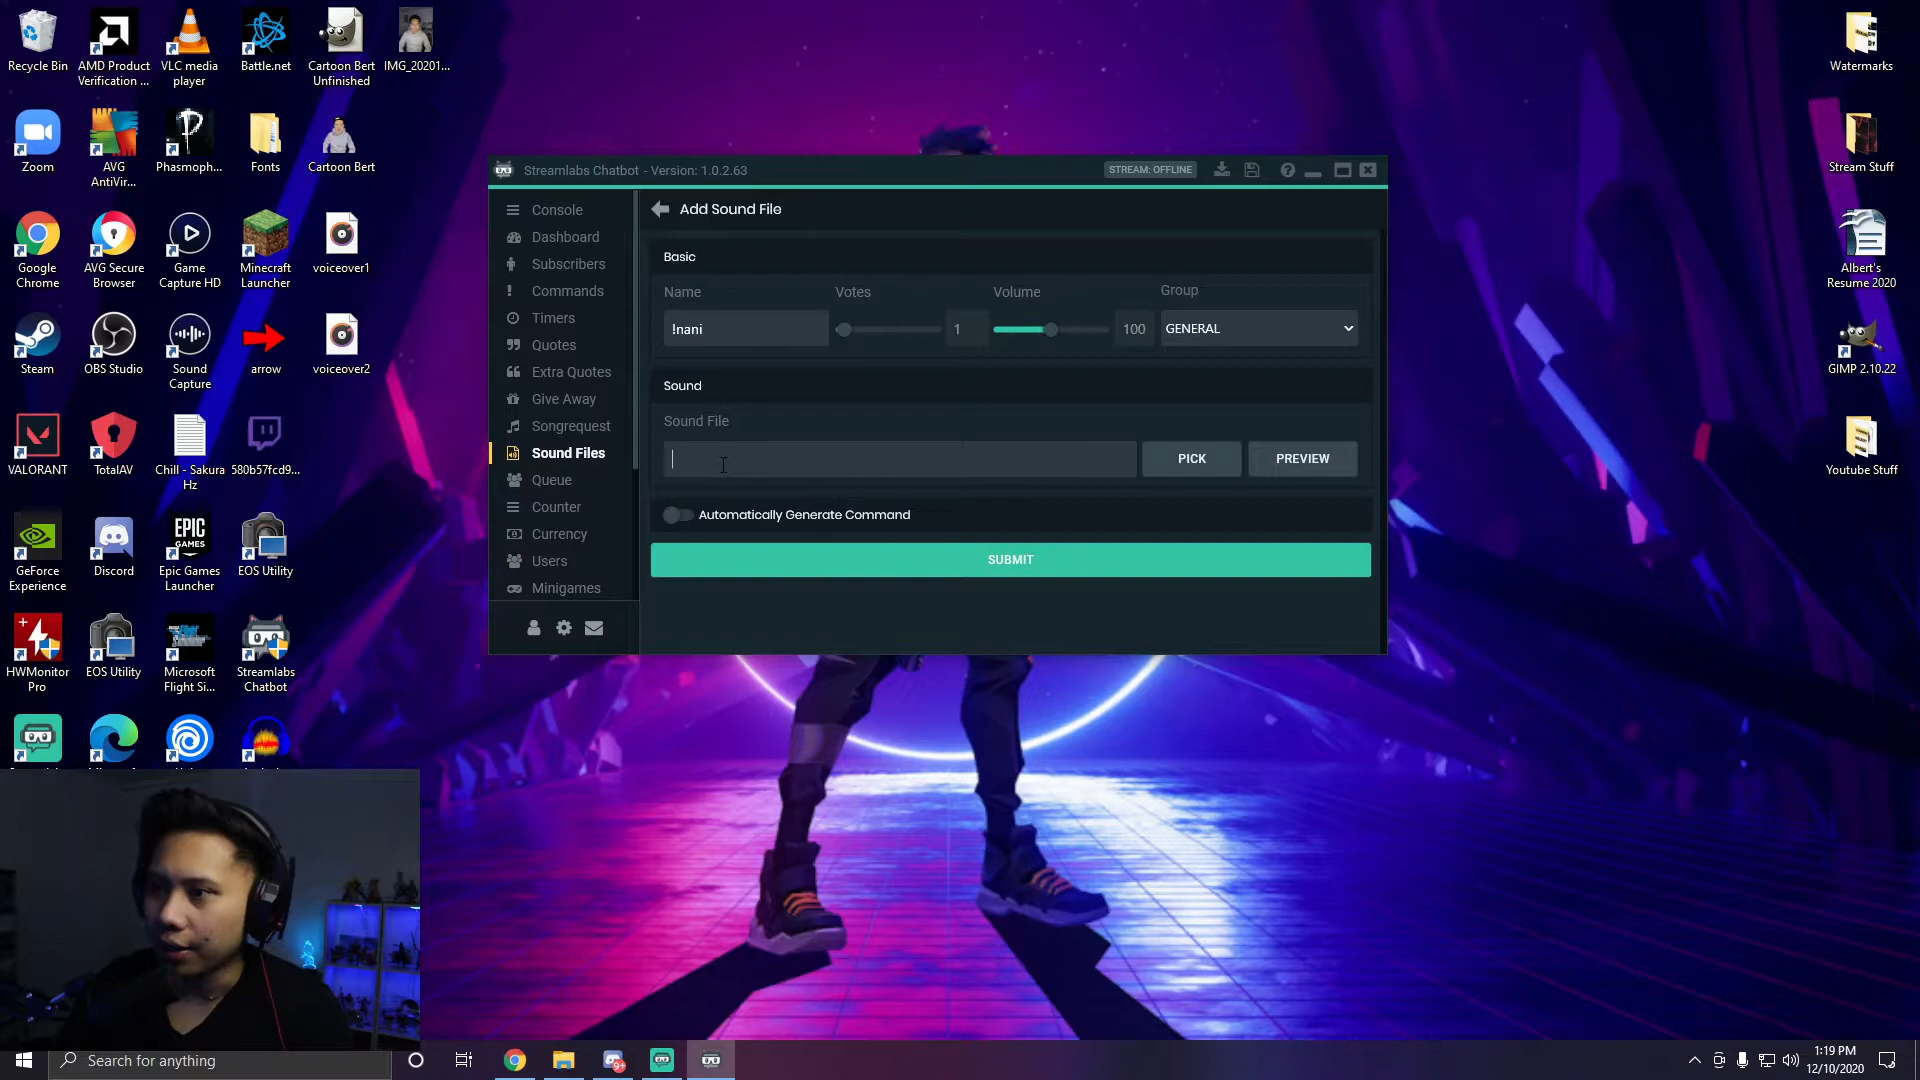 Recycle Bin
AMD Product
Verification ...
VLC media
player
Battle.net
Cartoon Bert
Unfinished
IMG_20201...
Zoom
AVG
AntiVir...
Phasmoph...
Fonts
Cartoon Bert
Google
Chrome
AVG Secure
Browser
Game
Capture HD
Minecraft
Launcher
voiceover1
Steam
OBS Studio
Sound
Capture
arrow
voiceover2
VALORANT
TotalAV
Chill - Sakura
Hz
580b57fcd9...
GeForce
Experience
Discord
EPIC
GAMES
Epic Games
Launcher
EOS Utility
HWMonitor
Pro
EOS Utility
Microsoft
Flight Si...
Streamlabs
Chatbot
Streamlabs Chatbot - Version: 1.0.2.63
STREAM: OFFLINE
Console
Dashboard
Subscribers
Commands
Timers
Quotes
Extra Quotes
Give Away
Songrequest
Sound Files
Queue
Counter
Currency
Users
Minigames
Add Sound File
Basic
Name
Votes
Volume
Group
!nani
1
100
GENERAL
Sound
Sound File
PICK
PREVIEW
Automatically Generate Command
SUBMIT
Watermarks
Stream Stuff
Albert's
Resume 2020
GIMP 2.10.22
Youtube Stuff
Search for anything
9+
1:19 PM
12/10/2020